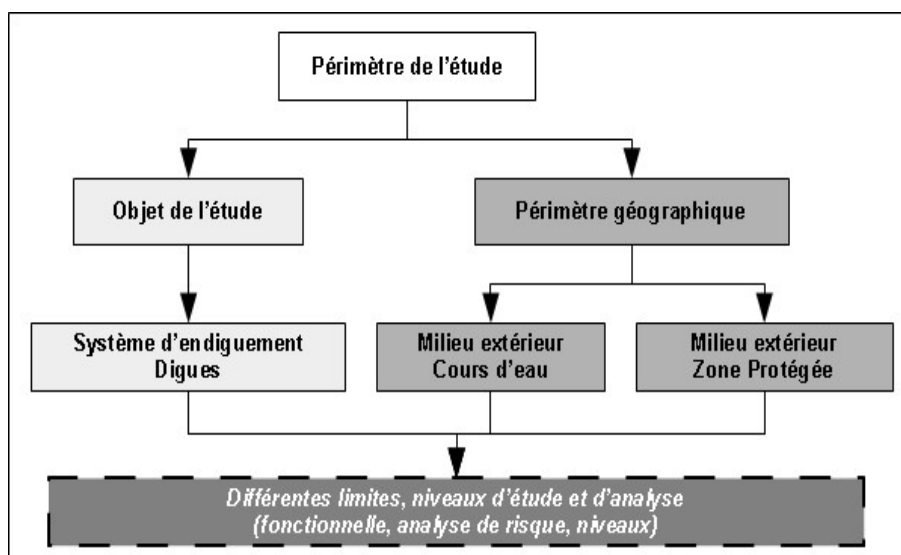 Périmètre de l'étude
Objet de l'étude
Périmètre géographique
Système d'endiguement
Digues
Milieu extérieur
Cours d'eau
Milieu extérieur
Zone Protégée
Différentes limites, niveaux d'étude et d'analyse
(fonctionnelle, analyse de risque, niveaux)